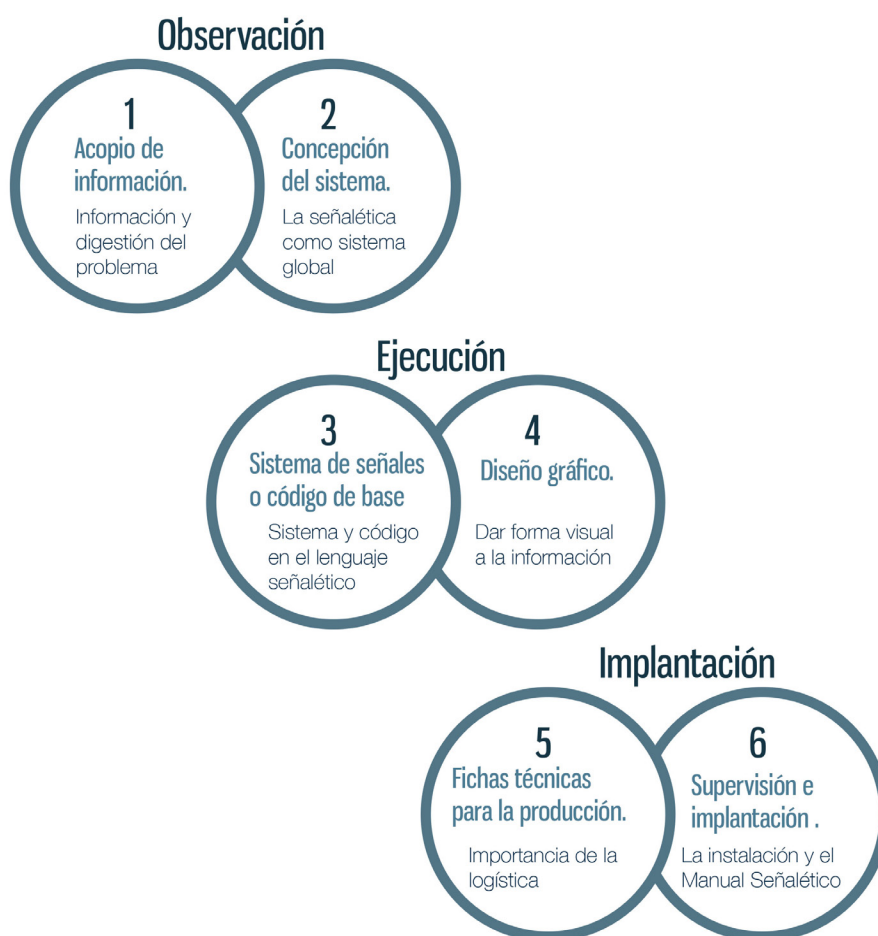 Observación
1
Acopio de
información.
Información y
digestión del
problema
2
Concepción
del sistema.
La señalética
como sistema
global
Ejecución
3
Sistema de señales
o código de base
Sistema y código
en el lenguaje
señalético
4
Diseño gráfico.
Dar forma visual
a la información
Implantación
5
Fichas técnicas
para la producción.
Importancia de la
logística
6
Supervisión e
implantación .
La instalación y el
Manual Señalético